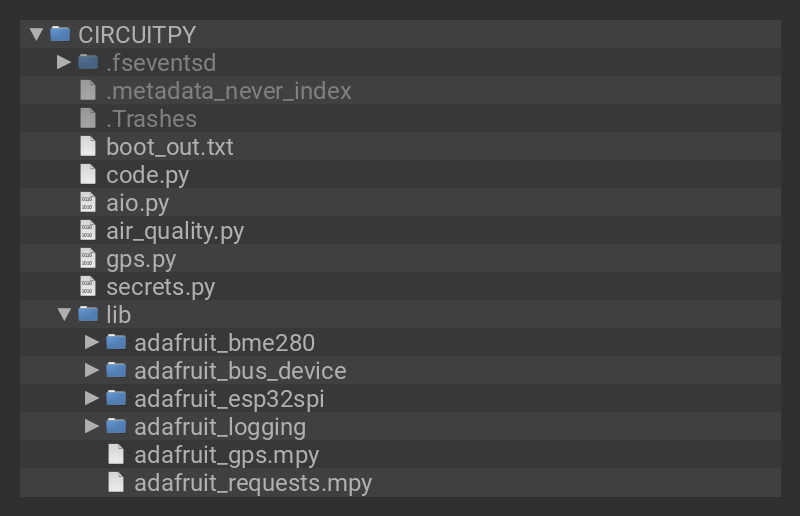 CIRCUITPY
.fseventsd
.metadata_never_index
.Trashes
boot_out.txt
code.py
aio.py
air_quality.py
gps.py
secrets.py
lib
adafruit_bme280
adafruit_bus_device
adafruit_esp32spi
adafruit_logging
adafruit_gps.mpy
adafruit_requests.mpy